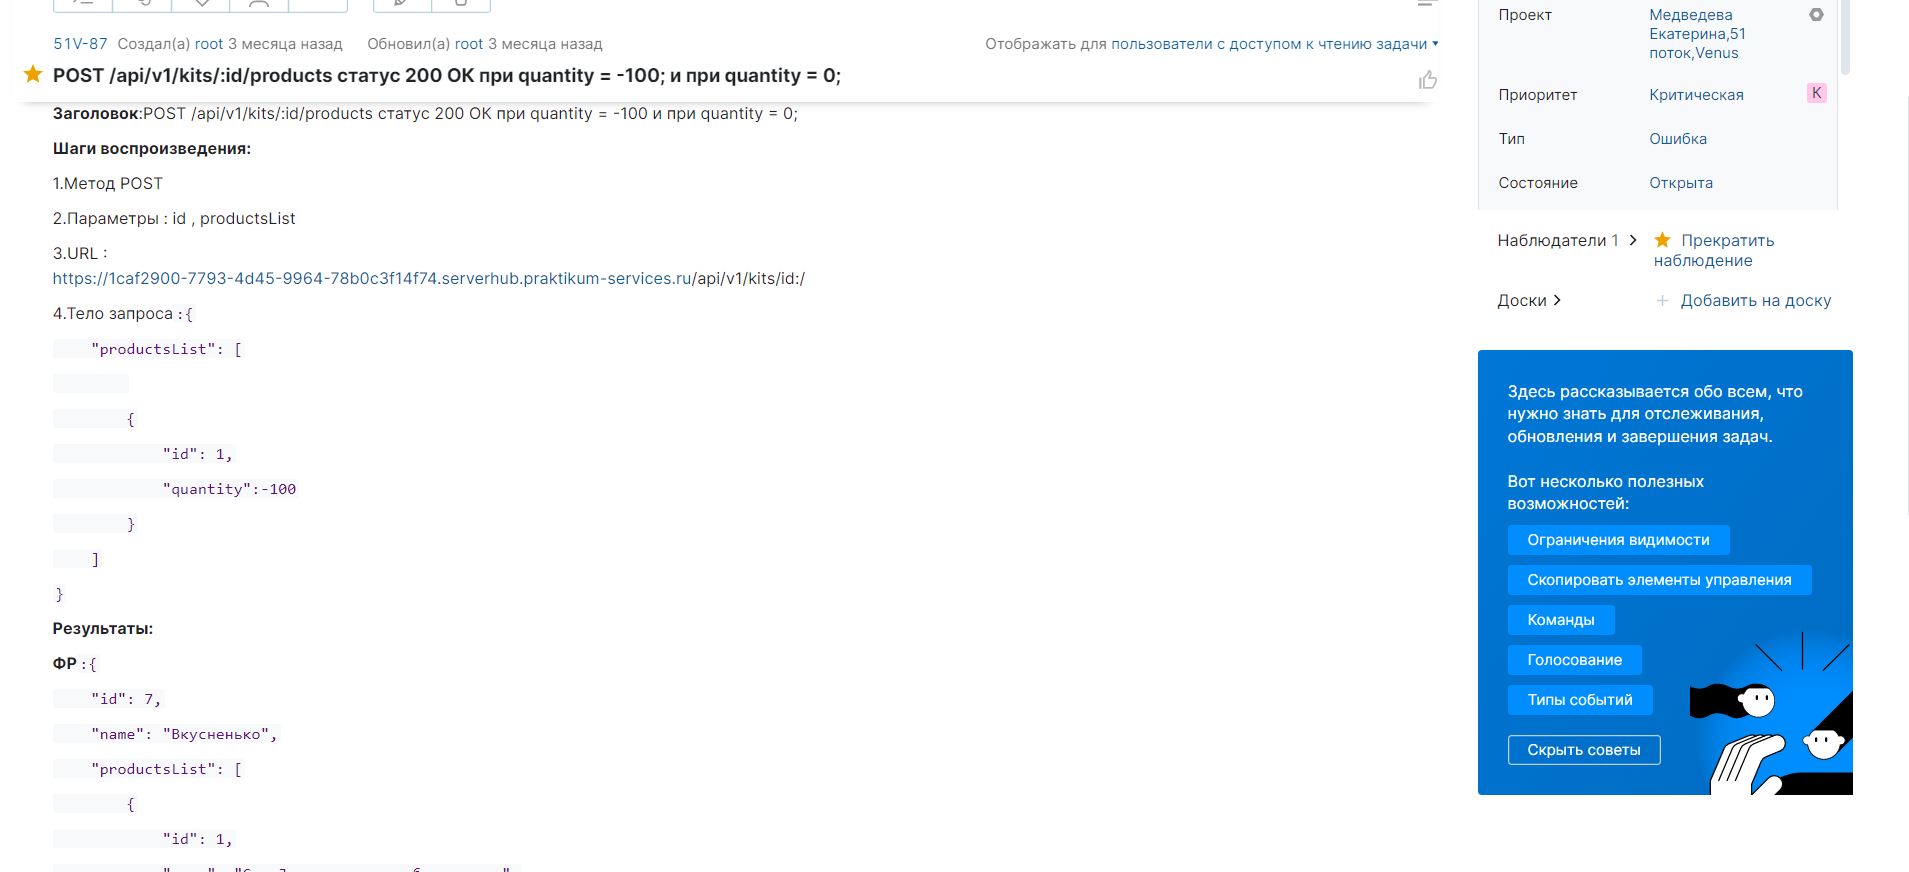 51V-87 Создал(а) root 3 месяца назад Обновил(а) root 3 месяца назад Отображать для пользователи с доступом к чтению задачи
POST /api/v1/kits/:id/products статус 200 ОК при quantity = -100; и при quantity = 0;
Заголовок:POST /api/v1/kits/:id/products статус 200 ОК при quantity = -100 и при quantity = 0;
Шаги воспроизведения:
1.Метод POST
2.Параметры : id , productsList
3.URL :
https://1caf2900-7793-4d45-9964-78b0c3f14f74.serverhub.praktikum-services.ru/api/v1/kits/id:/
4.Тело запроса :{
"productsList": [
{
"id": 1,
"quantity":-100
}
]
}
Результаты:
ФР :{
"id": 7,
"name": "Вкусненько",
"productsList": [
{
"id": 1,
Проект
Медведева
Екатерина,51
поток,Venus
Приоритет
Критическая
К
Тип
Ошибка
Состояние
Открыта
Наблюдатели 1
Прекратить
наблюдение
Доски
Добавить на доску
Здесь рассказывается обо всем, что
нужно знать для отслеживания,
обновления и завершения задач.
Вот несколько полезных
возможностей:
Ограничения видимости
Скопировать элементы управления
Команды
Голосование
Типы событий
Скрыть советы